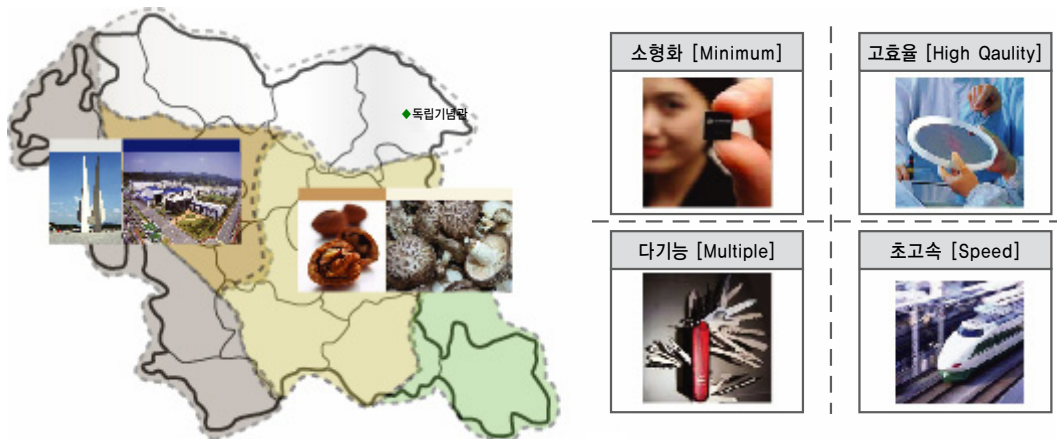 독립기념관
소형화 [Minimum]
고효율 [High Qaulity]
다기능 [Multiple]
초고속 [Speed]